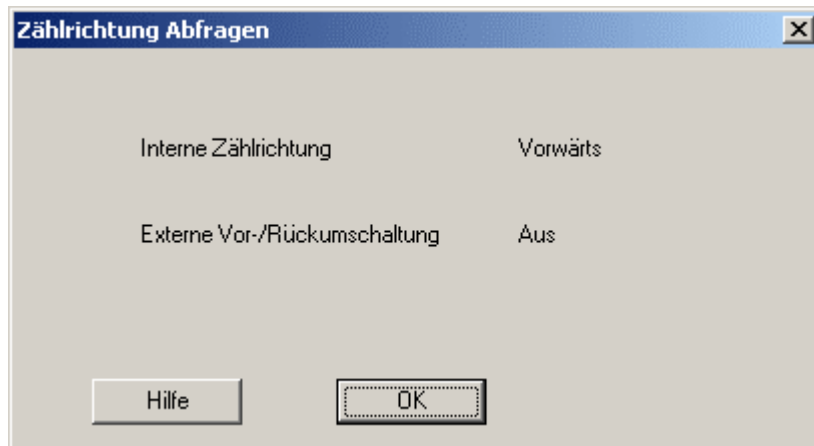 Zählrichtung Abfragen
Interne Zählrichtung Vorwärts
Externe Vor-/Rückumschaltung Aus
Hilfe OK